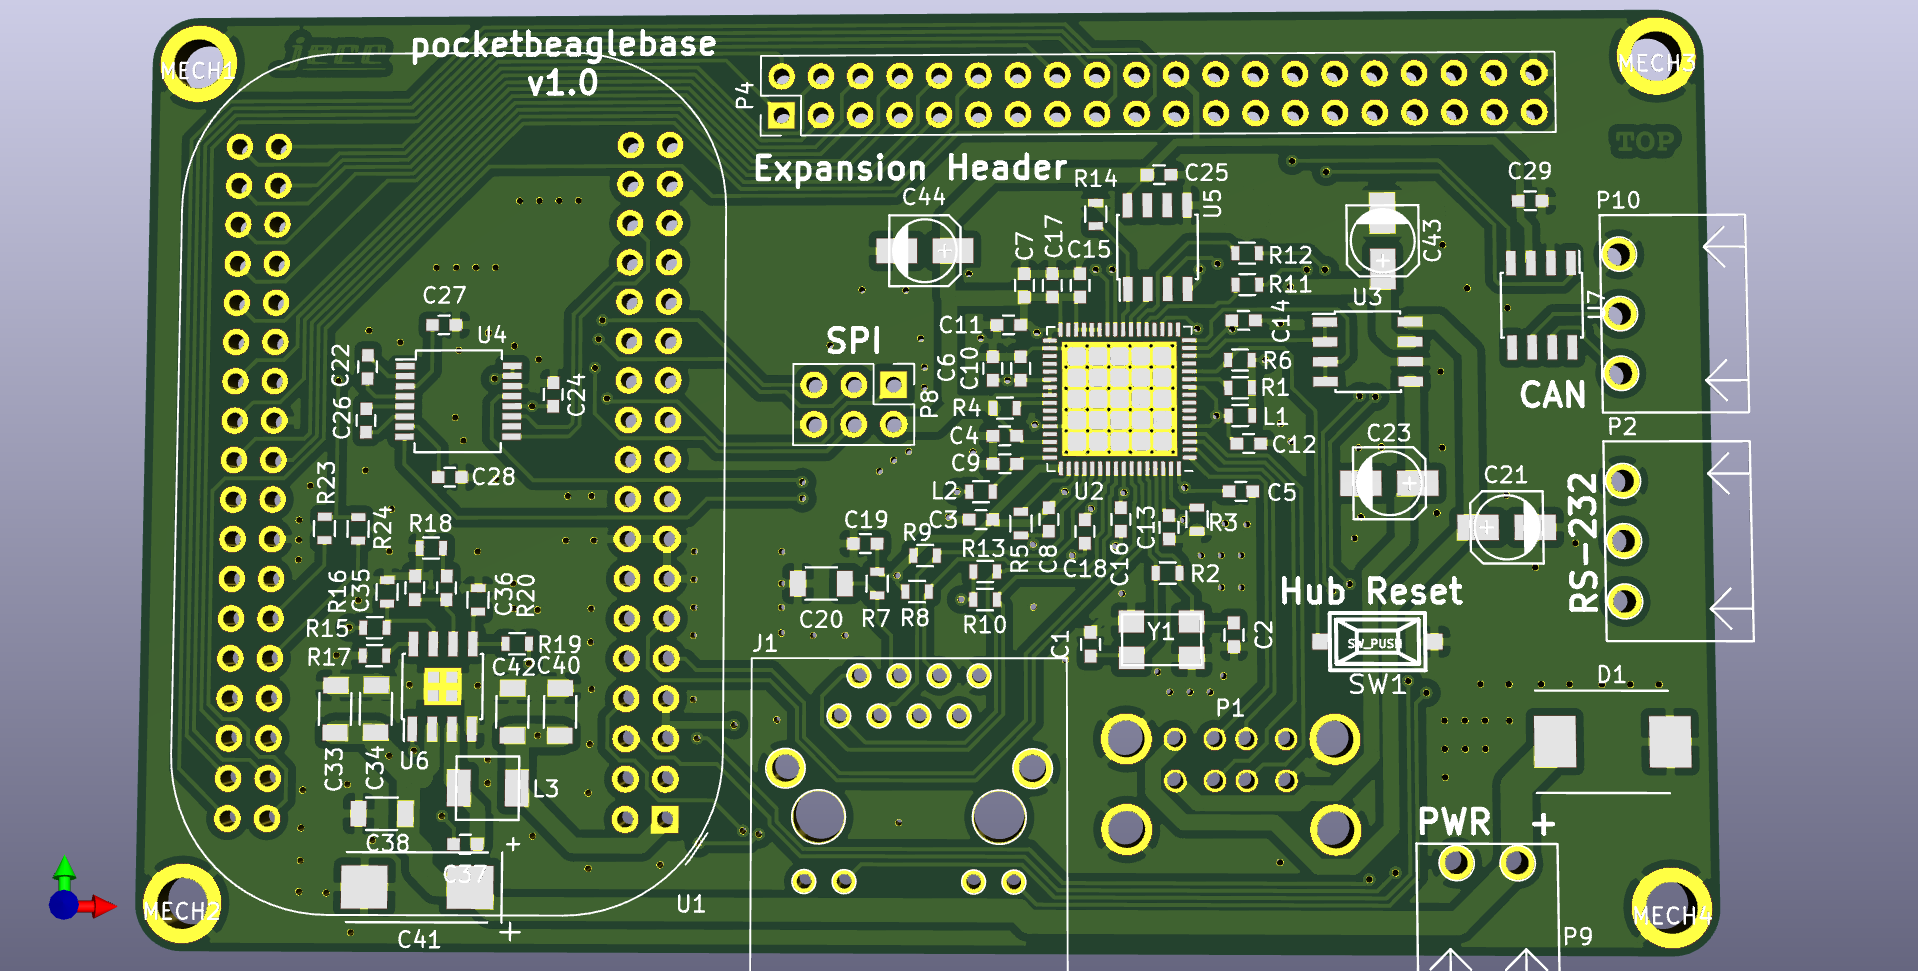 jecc
pocketbeaglebase
v1.0
MECH1
MECH3
P4
TOP
Expansion Header
R14
C25
U5
C29
P10
C44
C7
C17
C15
R12
R11
C43
U3
U7
C27
U4
SPI
C11
C14
C22
C6
C10
R6
R1
C24
C26
P8
R4
L1
CAN
C4
C12
C23
P2
C9
C28
R23
L2
U2
C5
C21
R24
R18
C19
R9
C3
R13
R5
C8
C18
C16
C13
R3
RS-232
R16
C35
C36
R20
R2
Hub Reset
C20
R7
R8
R10
R15
R19
R17
C42
C40
J1
C1
Y1
C2
SW_PUSH
SW1
D1
P1
C33
C34
U6
L3
PWR +
C38
+
C37
U1
MECH2
MECH4
C41
+
P9